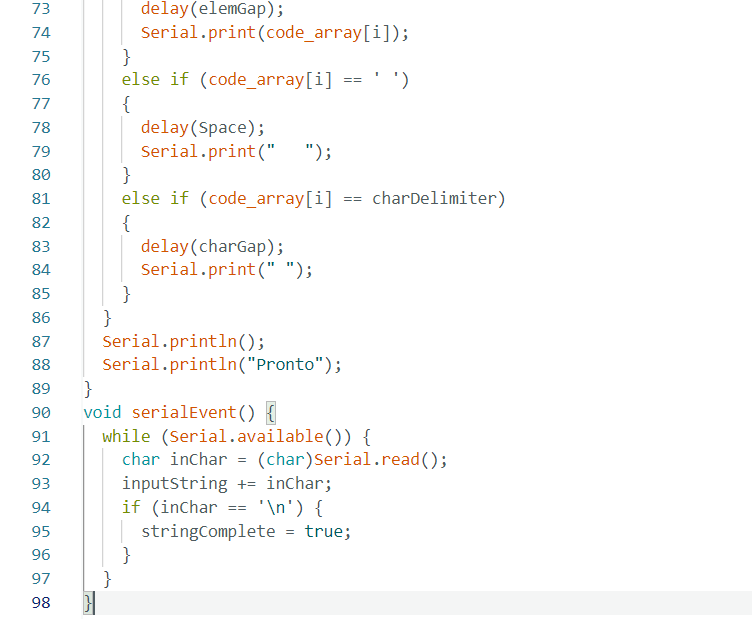 73 delay(elemGap);
74 Serial.print(code_array[i]);
75 }
76 else if (code_array[i] == ' ')
77 {
78 delay(Space);
79 Serial.print("   ");
80 }
81 else if (code_array[i] == charDelimiter)
82 {
83 delay(charGap);
84 Serial.print(" ");
85 }
86 }
87 Serial.println();
88 Serial.println("Pronto");
89 }
90 void serialEvent() {
91 while (Serial.available()) {
92 char inChar = (char)Serial.read();
93 inputString += inChar;
94 if (inChar == '\n') {
95 stringComplete = true;
96 }
97 }
98 }